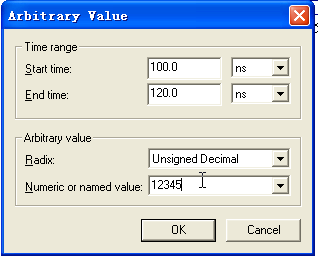 Arbitrary Value
Time range
Start time: 100.0 ns
End time: 120.0 ns
Arbitrary value
Radix: Unsigned Decimal
Numeric or named value: 12345
OK Cancel